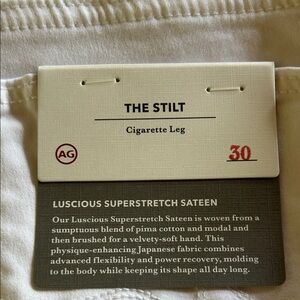 THE STILT
Cigarette Leg
AG
30
LUSCIOUS SUPERSTRETCH SATEEN
Our Luscious Superstretch Sateen is woven from a
sumptuous blend of pima cotton and modal and
then brushed for a velvety-soft hand. This
physique-enhancing Japanese fabric combines
advanced flexibility and power recovery, molding
to the body while keeping its shape all day long.